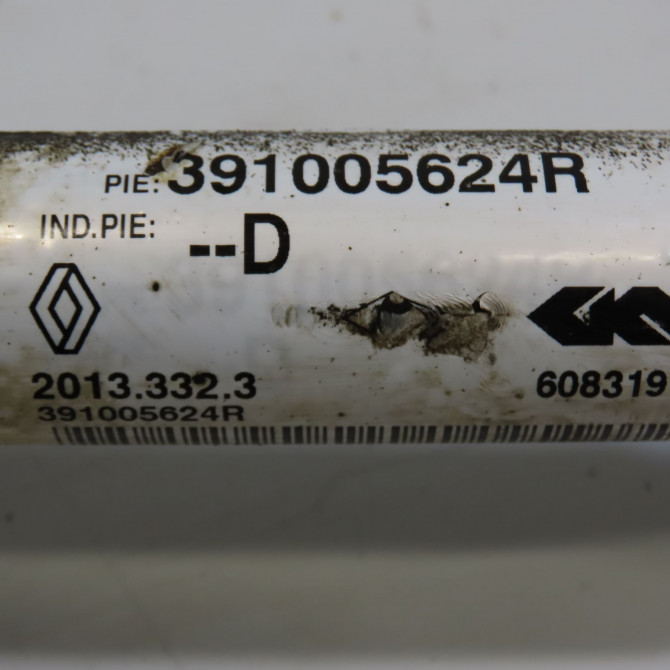 PIE: 391005624R
IND.PIE: --D
2013.332.3
608319
391005624R